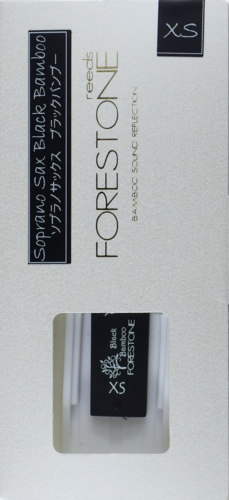 XS
Soprano Sax Black Bamboo
ソプラノサックス ブラックバンブー
reeds
FORESTONE
BAMBOO SOUND REFLECTION
Black
Bamboo
FORESTONE
XS